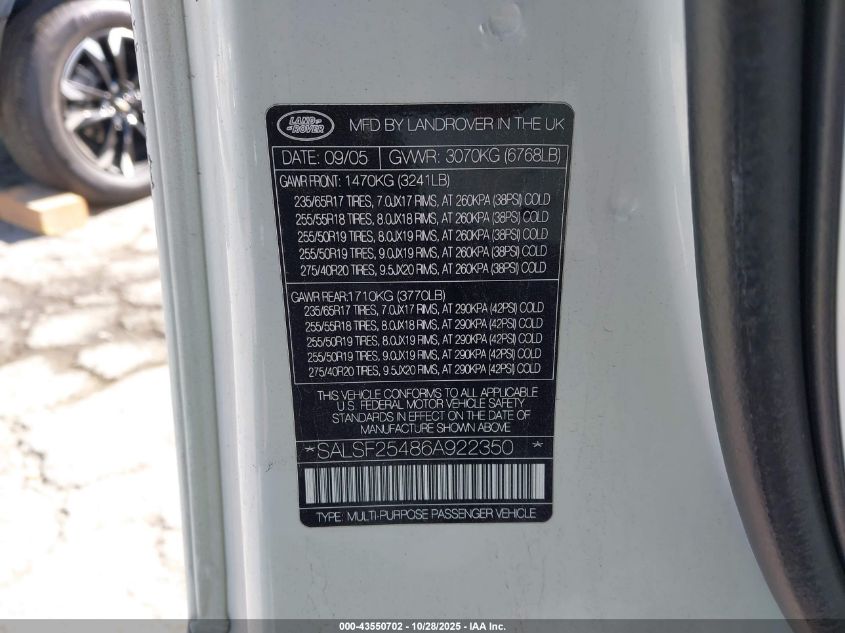 LAND ROVER
MFD BY LANDROVER IN THE UK
DATE: 09/05 GVWR: 3070KG (6768LB)
GAWR FRONT: 1470KG (3241LB)
235/65R17 TIRES, 7.0JX17 RIMS, AT 260KPA (38PSI) COLD
255/55R18 TIRES, 8.0JX18 RIMS, AT 260KPA (38PSI) COLD
255/50R19 TIRES, 8.0JX19 RIMS, AT 260KPA (38PSI) COLD
255/50R19 TIRES, 9.0JX19 RIMS, AT 260KPA (38PSI) COLD
275/40R20 TIRES, 9.5JX20 RIMS, AT 260KPA (38PSI) COLD
GAWR REAR:1710KG (3770LB)
235/65R17 TIRES, 7.0JX17 RIMS, AT 290KPA (42PSI) COLD
255/55R18 TIRES, 8.0JX18 RIMS, AT 290KPA (42PSI) COLD
255/50R19 TIRES, 8.0JX19 RIMS, AT 290KPA (42PSI) COLD
255/50R19 TIRES, 9.0JX19 RIMS, AT 290KPA (42PSI) COLD
275/40R20 TIRES, 9.5JX20 RIMS, AT 290KPA (42PSI) COLD
THIS VEHICLE CONFORMS TO ALL APPLICABLE
U.S. FEDERAL MOTOR VEHICLE SAFETY
STANDARDS IN EFFECT ON THE DATE OF
MANUFACTURE SHOWN ABOVE.
*SALSF25486A922350 *
TYPE: MULTI-PURPOSE PASSENGER VEHICLE
000-43550702 - 10/28/2025 - IAA Inc.